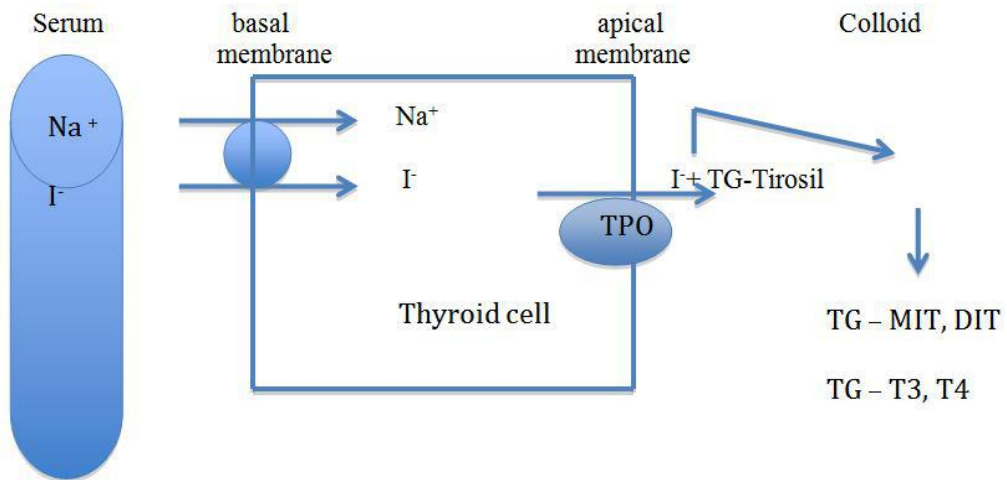 Serum
basal
membrane
apical
membrane
Colloid
Na⁺
Na⁺
I⁻
I⁻
I⁻+ TG-Tirosil
TPO
Thyroid cell
TG – MIT, DIT
TG – T3, T4